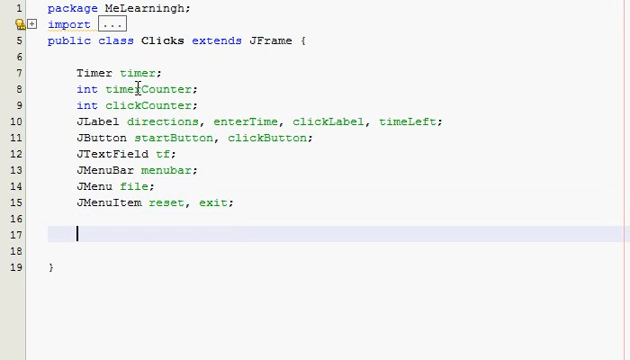 1 package MeLearningh;
2 import ...
5 public class Clicks extends JFrame {
6
7 Timer timer;
8 int timerCounter;
9 int clickCounter;
10 JLabel directions, enterTime, clickLabel, timeLeft;
11 JButton startButton, clickButton;
12 JTextField tf;
13 JMenuBar menubar;
14 JMenu file;
15 JMenuItem reset, exit;
16
17
18
19 }